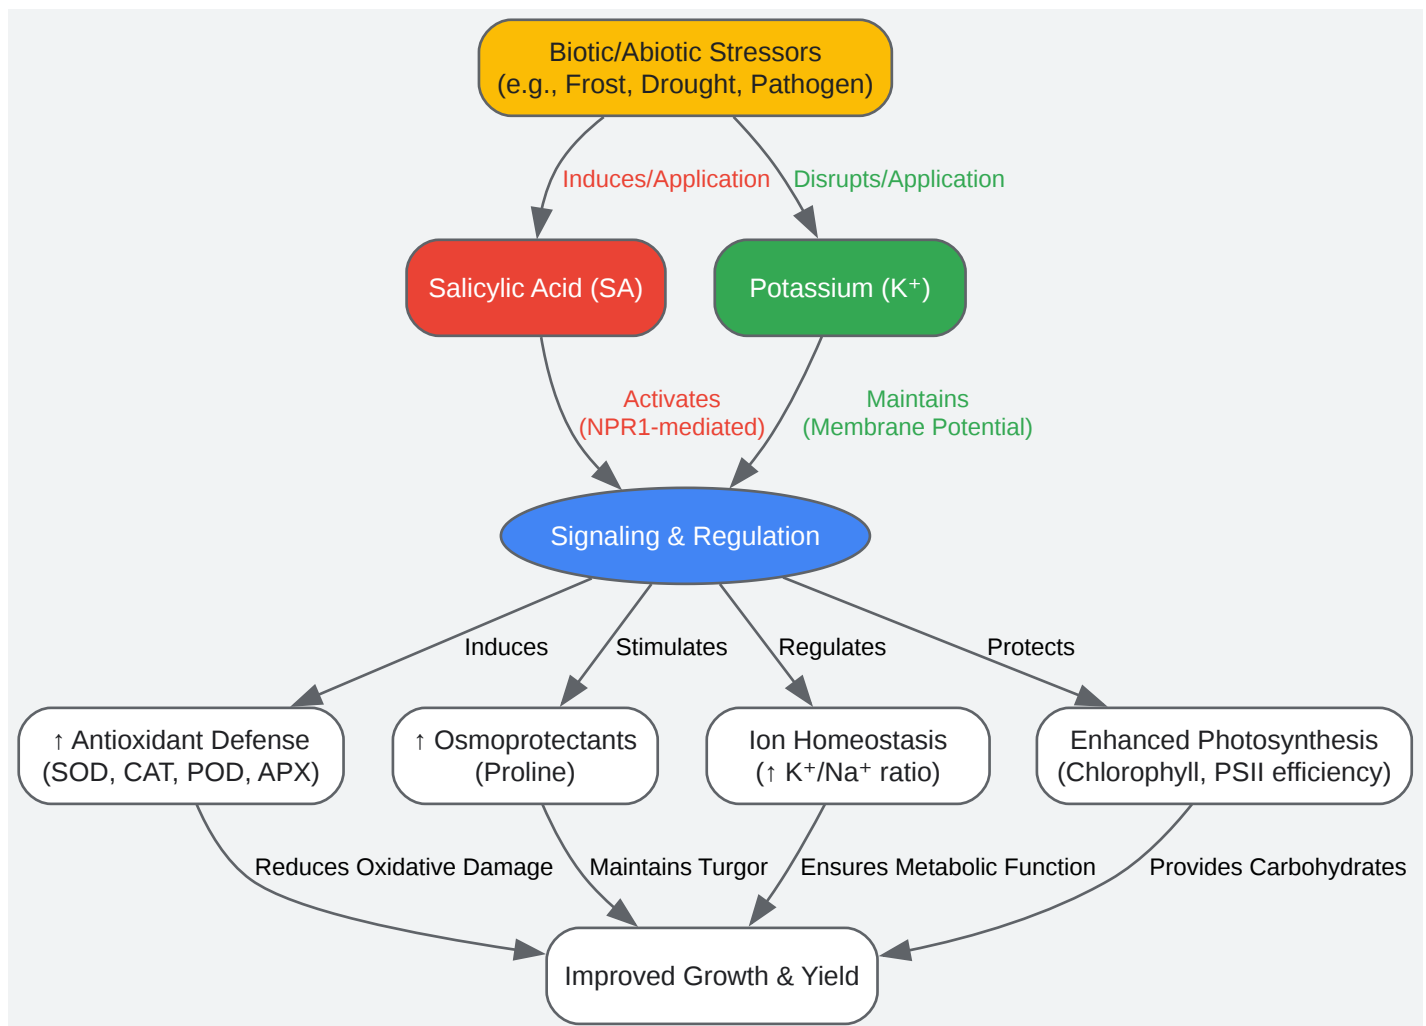 Biotic/Abiotic Stressors
(e.g., Frost, Drought, Pathogen)
Induces/Application
Disrupts/Application
Salicylic Acid (SA)
Potassium (K⁺)
Activates
(NPR1-mediated)
Maintains
(Membrane Potential)
Signaling & Regulation
Induces
Stimulates
Regulates
Protects
↑ Antioxidant Defense
(SOD, CAT, POD, APX)
↑ Osmoprotectants
(Proline)
Ion Homeostasis
(↑ K⁺/Na⁺ ratio)
Enhanced Photosynthesis
(Chlorophyll, PSII efficiency)
Reduces Oxidative Damage
Maintains Turgor
Ensures Metabolic Function
Provides Carbohydrates
Improved Growth & Yield